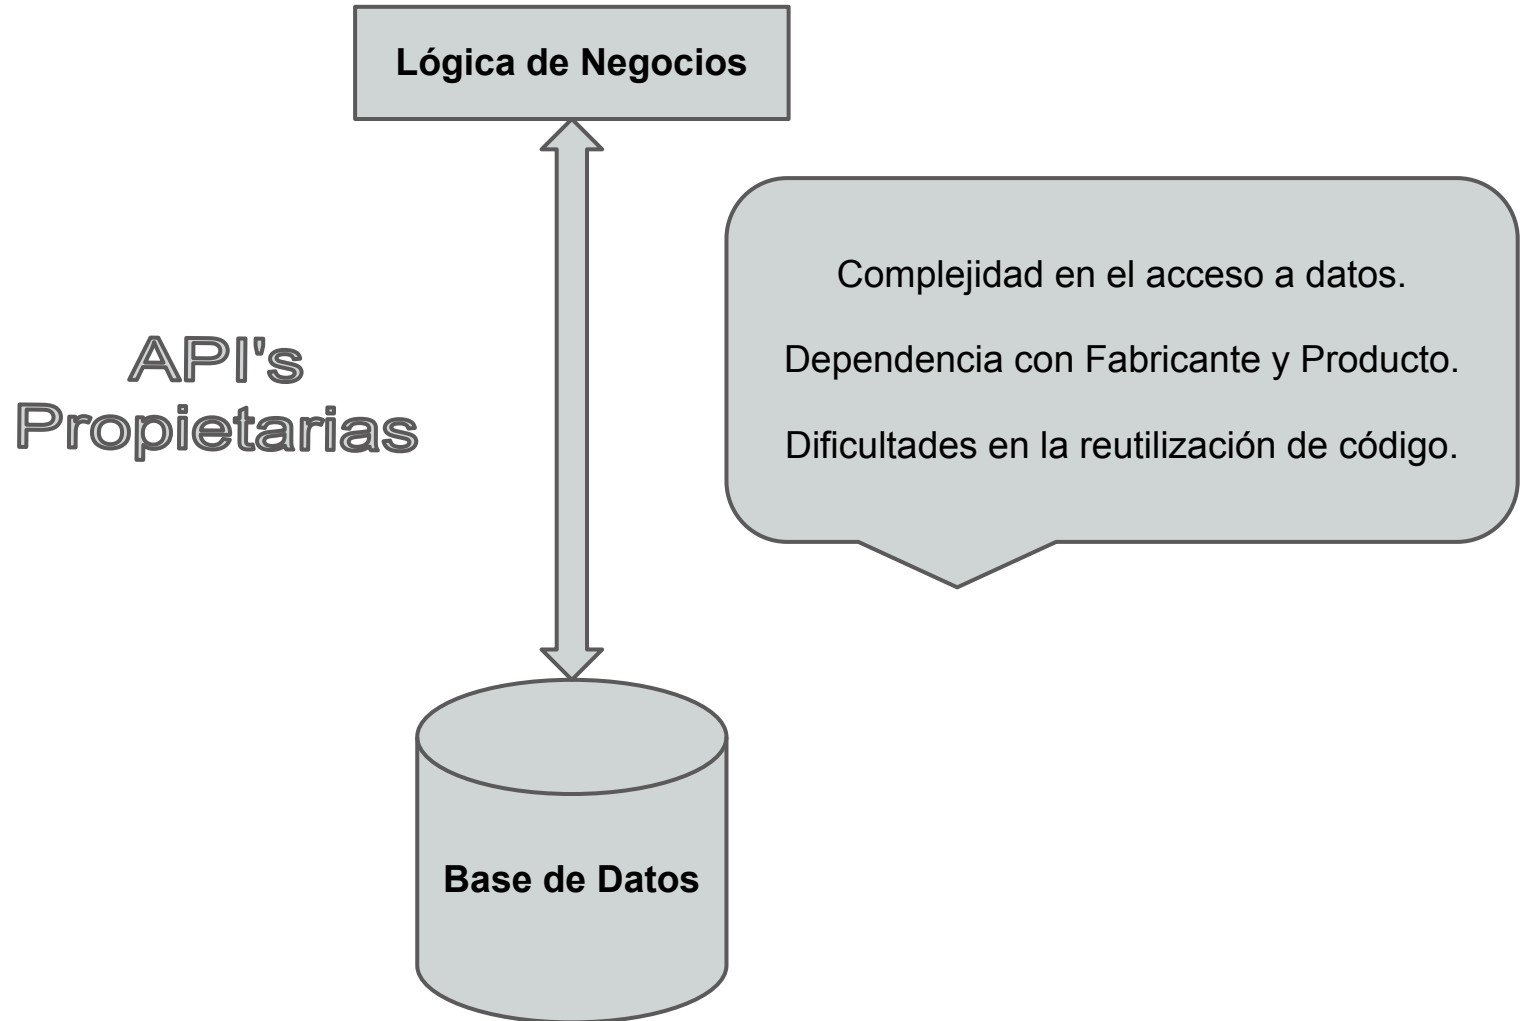 Lógica de Negocios
API's
Propietarias
Complejidad en el acceso a datos.
Dependencia con Fabricante y Producto.
Dificultades en la reutilización de código.
Base de Datos